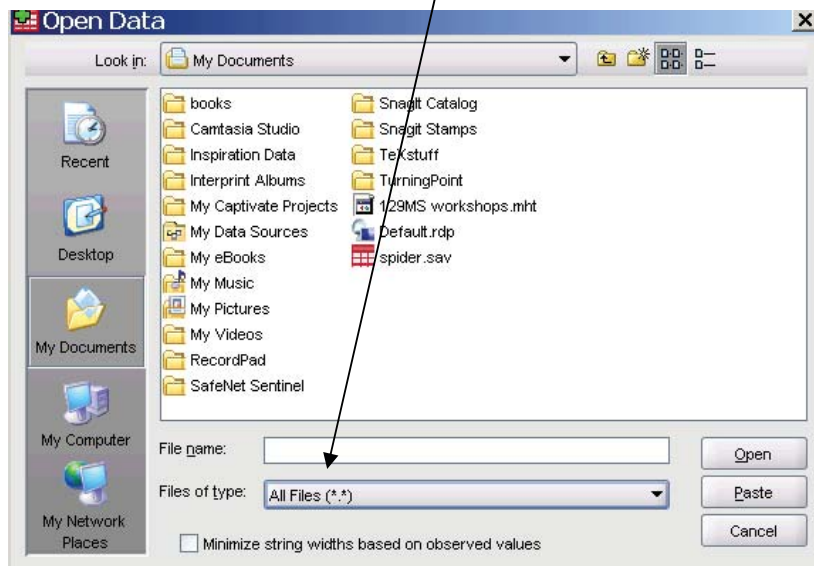 Open Data
Look in: My Documents
Recent
Desktop
My Documents
My Computer
My Network
Places
books
Camtasia Studio
Inspiration Data
Interprint Albums
My Captivate Projects
My Data Sources
My eBooks
My Music
My Pictures
My Videos
RecordPad
SafeNet Sentinel
SnagIt Catalog
Snagit Stamps
TeXstuff
TurningPoint
129MS workshops.mht
Default.rdp
spider.sav
File name:
Open
Files of type: All Files (*.*)
Paste
Minimize string widths based on observed values
Cancel